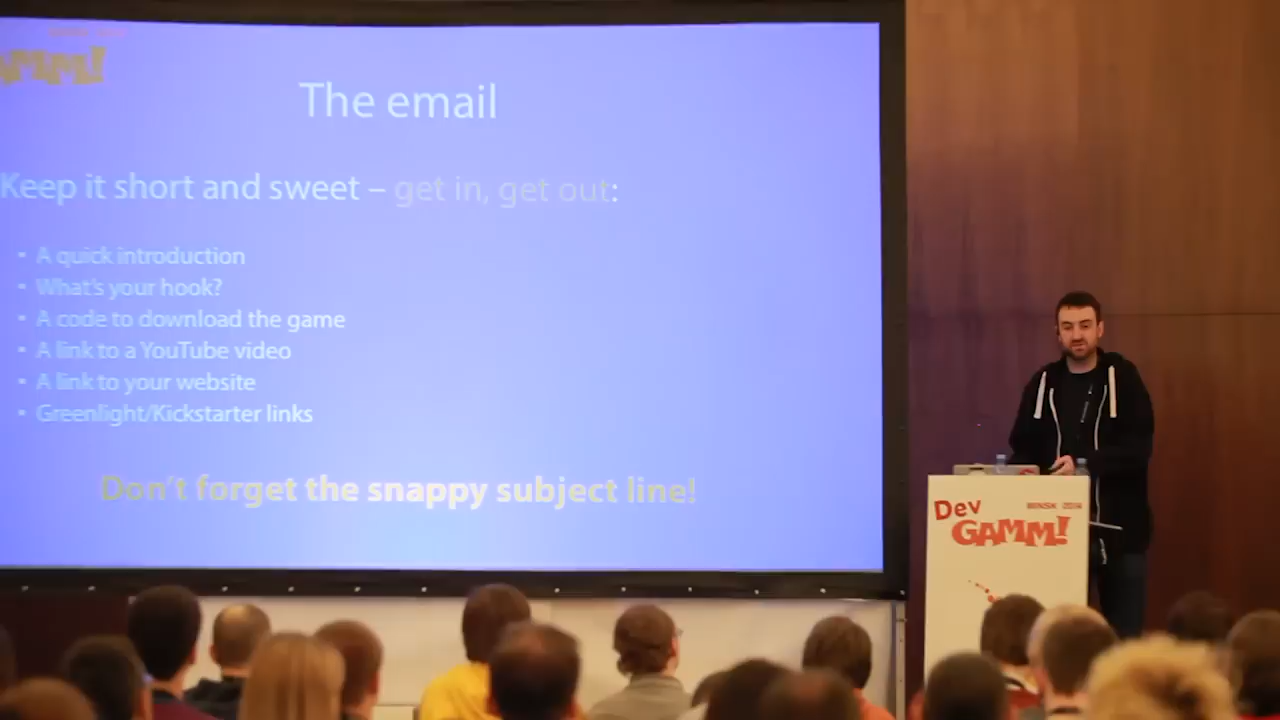 The email
Keep it short and sweet – get in, get out:
▪ A quick introduction
▪ What's your hook?
▪ A code to download the game
▪ A link to a YouTube video
▪ A link to your website
▪ Greenlight/Kickstarter links
Don't forget the snappy subject line!
Dev
MINSK 2014
GAMM!